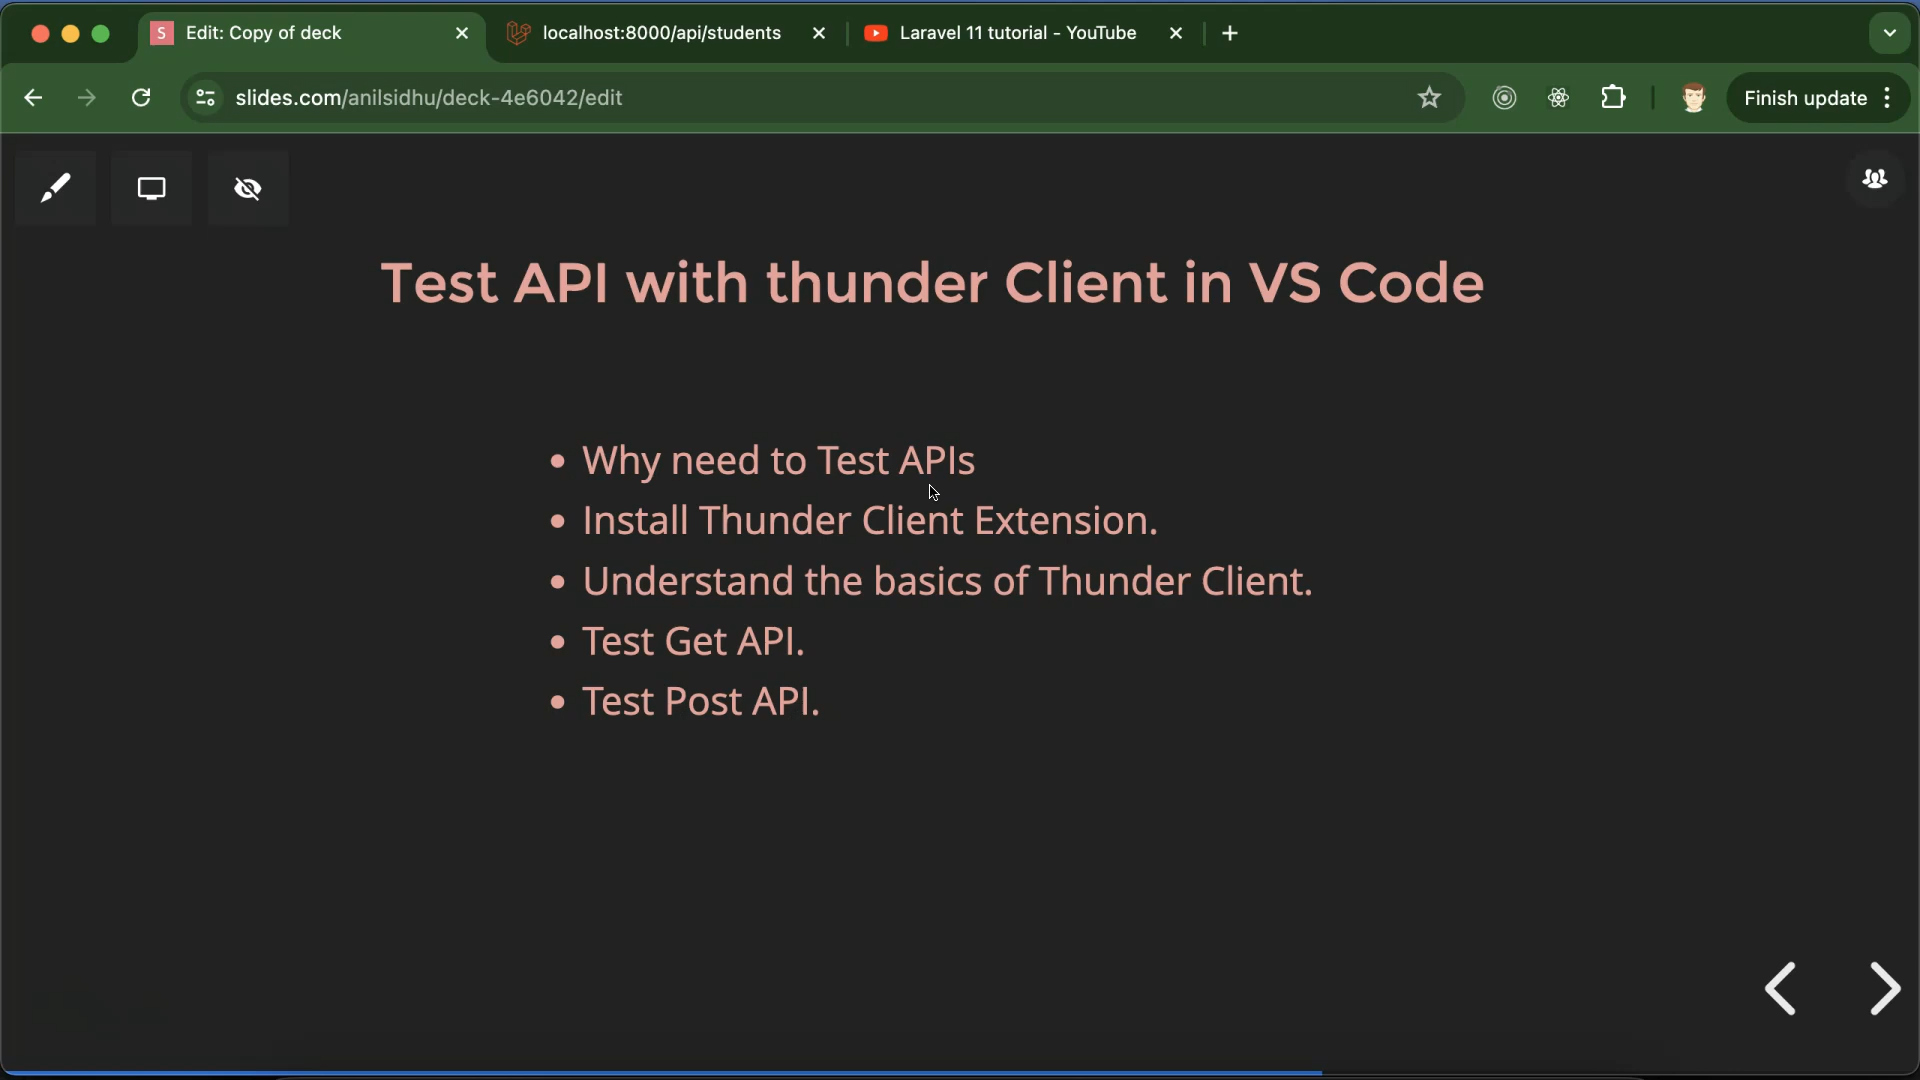 S Edit: Copy of deck
localhost:8000/api/students
Laravel 11 tutorial - YouTube
slides.com/anilsidhu/deck-4e6042/edit
Finish update
Test API with thunder Client in VS Code
• Why need to Test APIs
• Install Thunder Client Extension.
• Understand the basics of Thunder Client.
• Test Get API.
• Test Post API.